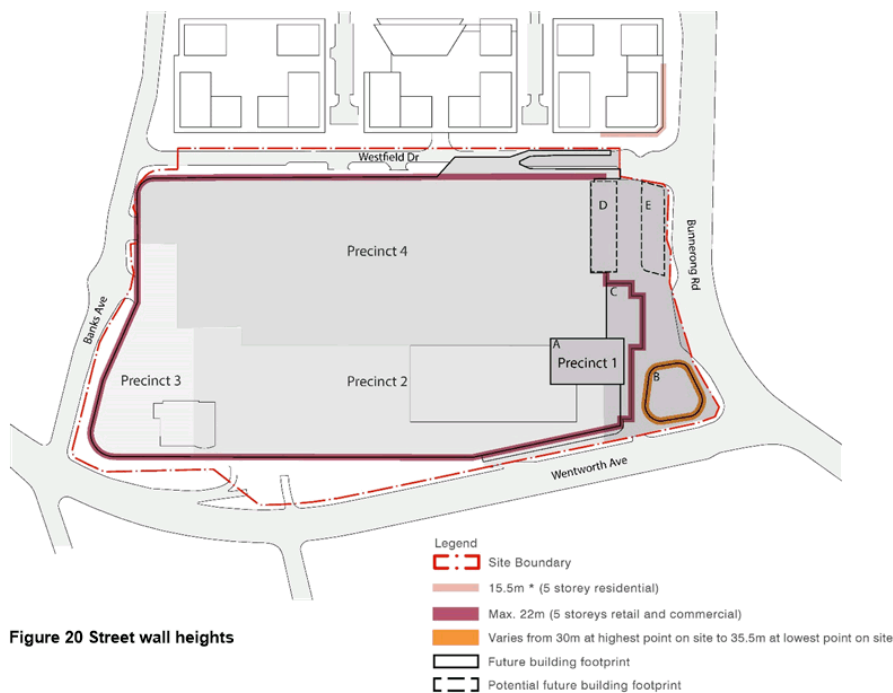 Westfield Dr
D
E
Bunnerong Rd
Precinct 4
C
Banks Ave
A
Precinct 1
Precinct 3
Precinct 2
B
Wentworth Ave
Legend
Site Boundary
15.5m * (5 storey residential)
Max. 22m (5 storeys retail and commercial)
Varies from 30m at highest point on site to 35.5m at lowest point on site
Future building footprint
Potential future building footprint
Figure 20 Street wall heights